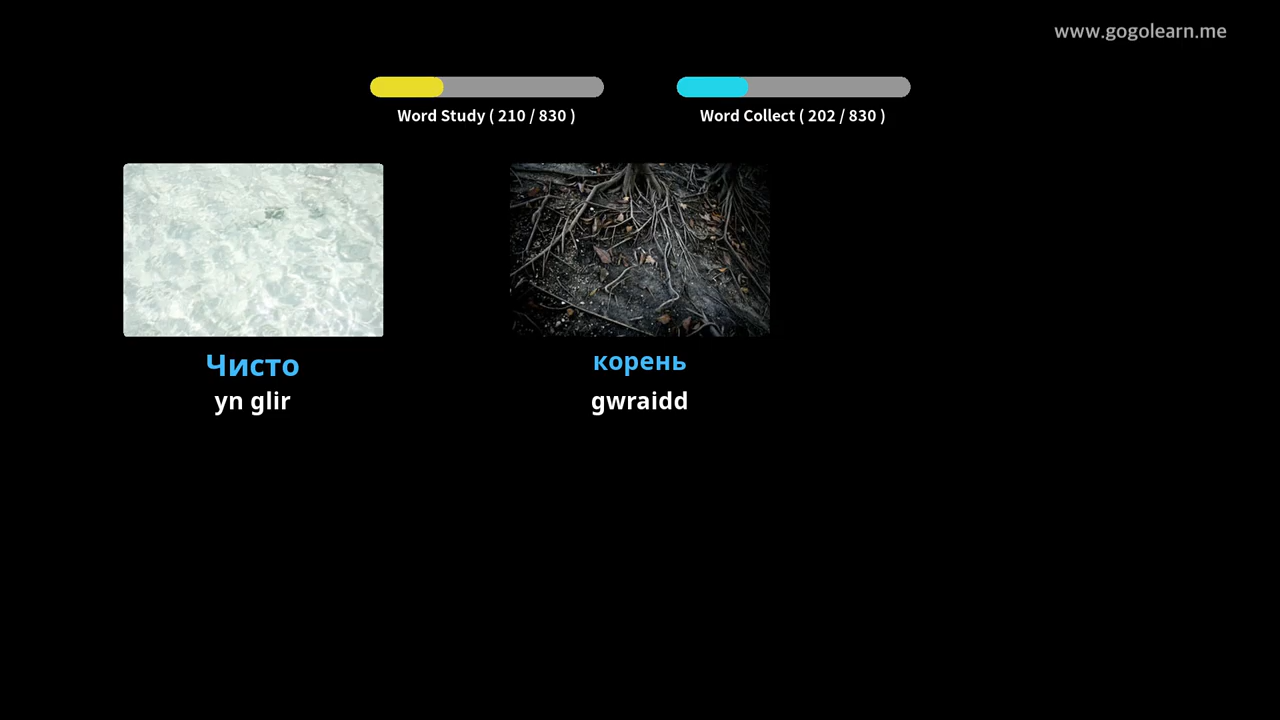 www.gogolearn.me
Word Study ( 210 / 830 )
Word Collect ( 202 / 830 )
Чисто
yn glir
корень
gwraidd